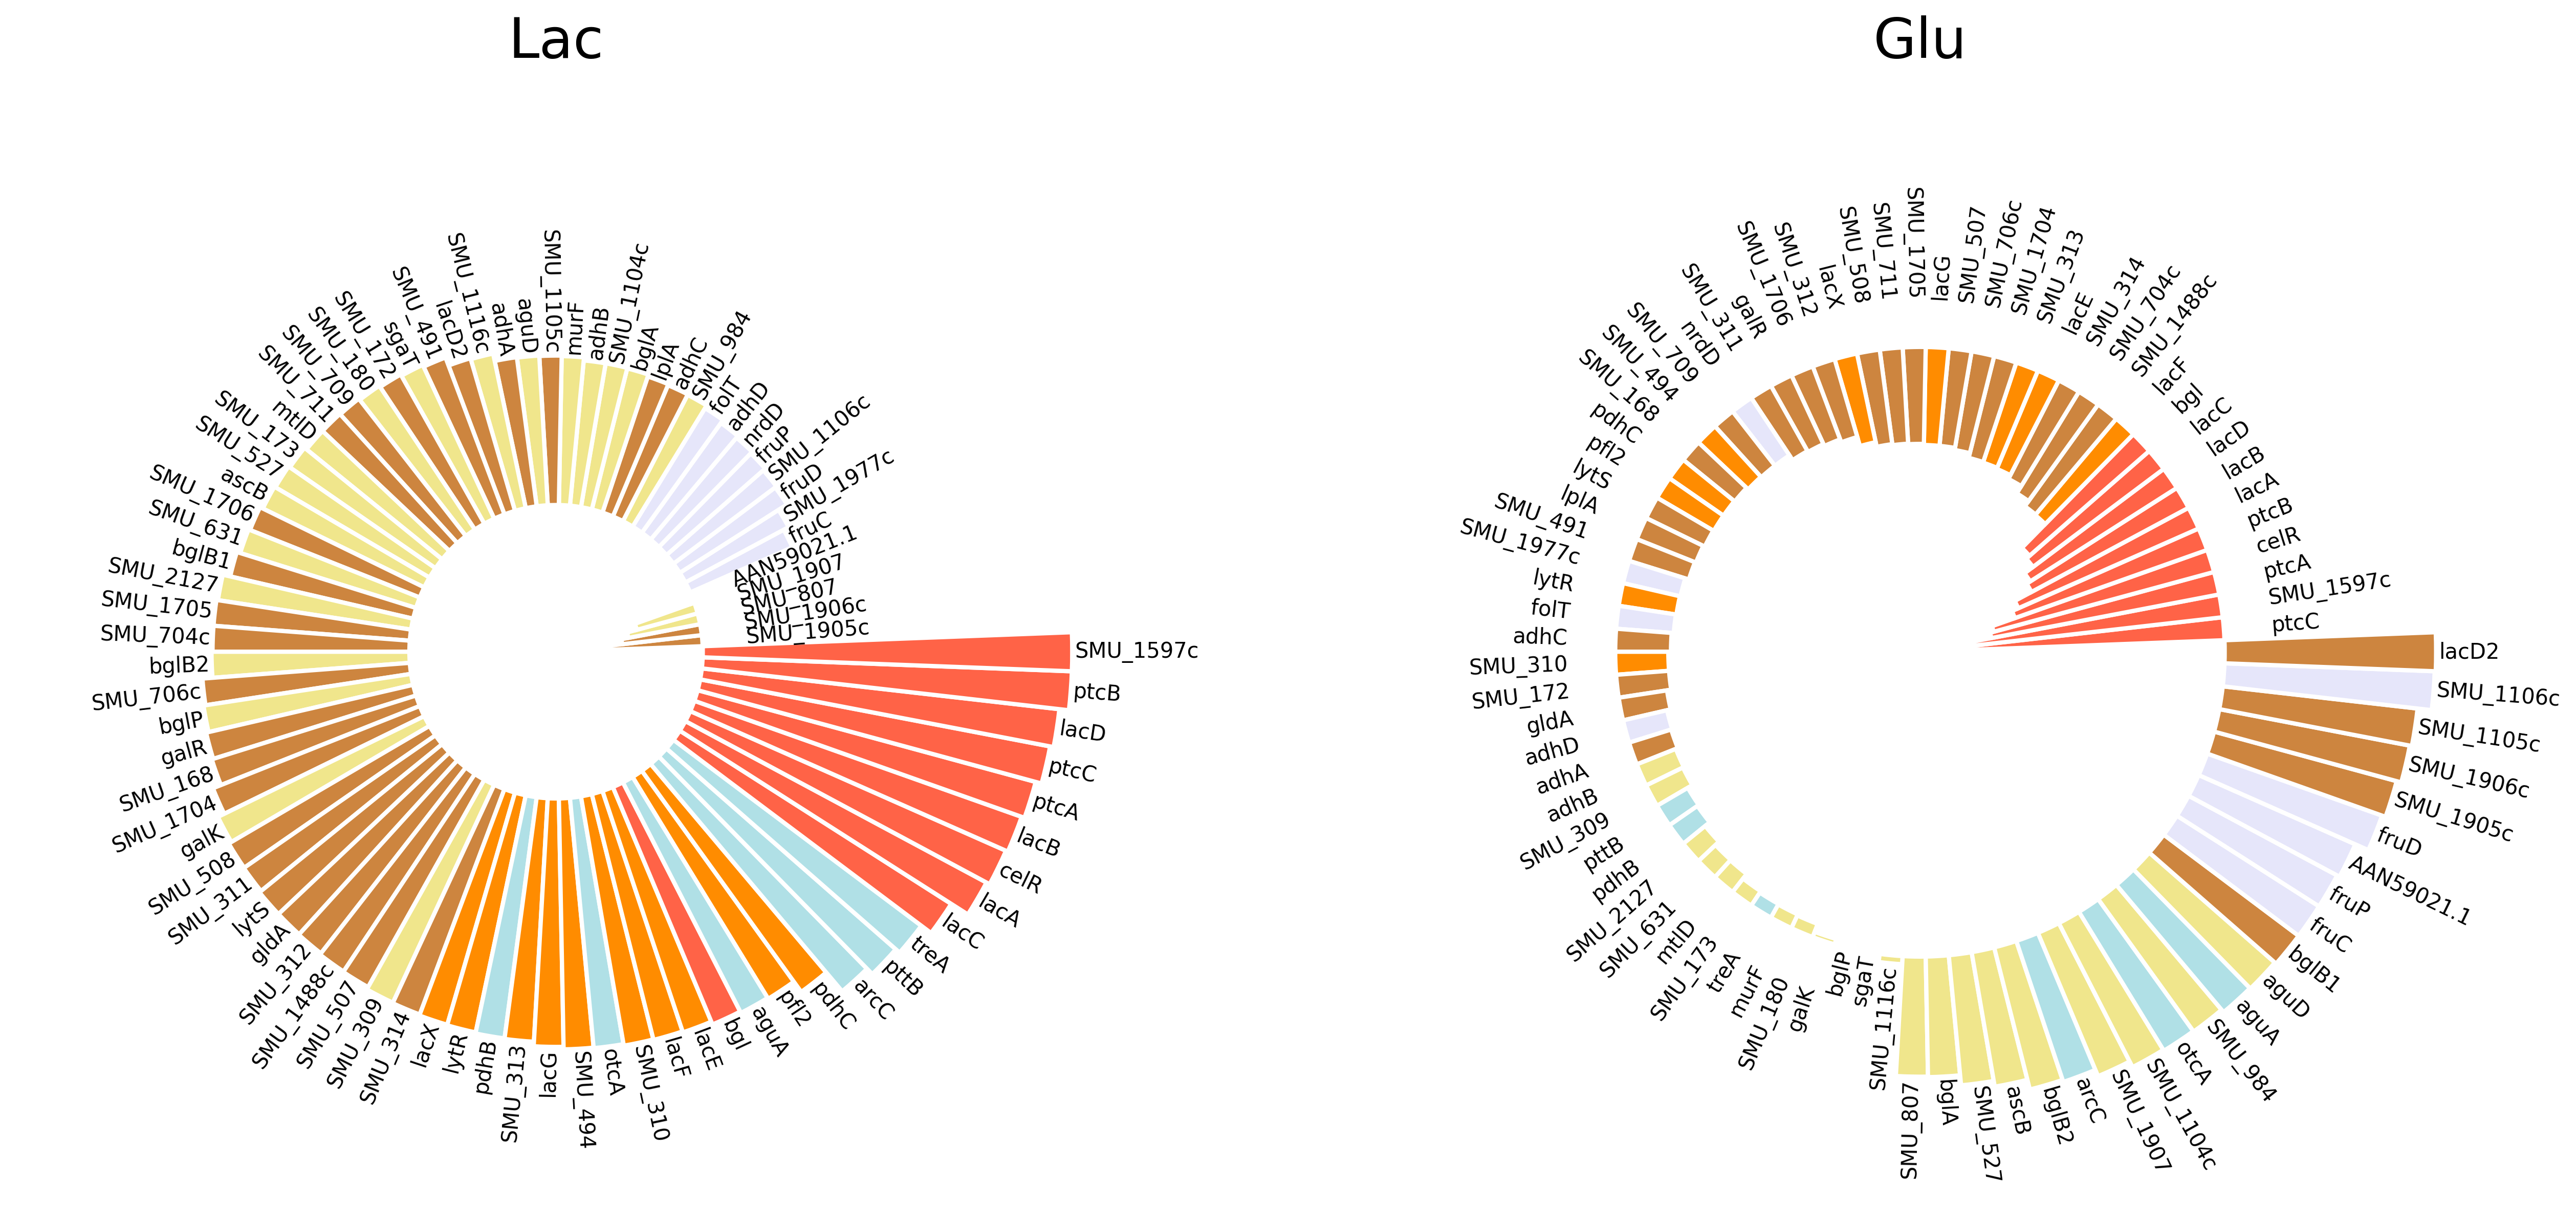 Lac
SMU_1597c
ptcB
lacD
ptcC
ptcA
lacB
celR
lacA
lacC
treA
pttB
arcC
pdhC
pfl2
aguA
bgl
lacE
lacF
SMU_310
otcA
SMU_494
lacG
SMU_313
pdhB
lytR
lacX
SMU_314
SMU_309
SMU_507
SMU_1488c
SMU_312
gldA
lytS
SMU_311
SMU_508
galK
SMU_1704
SMU_168
galR
bglP
SMU_706c
bglB2
SMU_704c
SMU_1705
SMU_2127
bglB1
SMU_631
SMU_1706
ascB
SMU_527
SMU_173
mtlD
SMU_711
SMU_709
SMU_180
SMU_172
sgaT
SMU_491
lacD2
SMU_1116c
adhA
aguD
SMU_1105c
murF
adhB
SMU_1104c
bglA
lplA
adhC
SMU_984
folT
adhD
nrdD
fruP
SMU_1106c
fruD
SMU_1977c
fruC
AAN59021.1
SMU_1907
SMU_807
SMU_1906c
SMU_1905c
Glu
lacD2
SMU_1106c
SMU_1105c
SMU_1906c
SMU_1905c
fruD
AAN59021.1
fruP
fruC
bglB1
aguD
aguA
SMU_984
otcA
SMU_1104c
SMU_1907
arcC
bglB2
ascB
SMU_527
bglA
SMU_807
SMU_1116c
sgaT
bglP
galK
SMU_180
murF
treA
SMU_173
mtlD
SMU_631
SMU_2127
pdhB
pttB
SMU_309
adhB
adhA
adhD
gldA
SMU_172
SMU_310
adhC
folT
lytR
SMU_1977c
SMU_491
lplA
lytS
pfl2
pdhC
SMU_168
SMU_494
SMU_709
nrdD
SMU_311
galR
SMU_1706
SMU_312
lacX
SMU_508
SMU_711
SMU_1705
lacG
SMU_507
SMU_706c
SMU_1704
SMU_313
lacE
SMU_314
SMU_704c
SMU_1488c
lacF
bgl
lacC
lacD
lacB
lacA
ptcB
celR
ptcA
SMU_1597c
ptcC